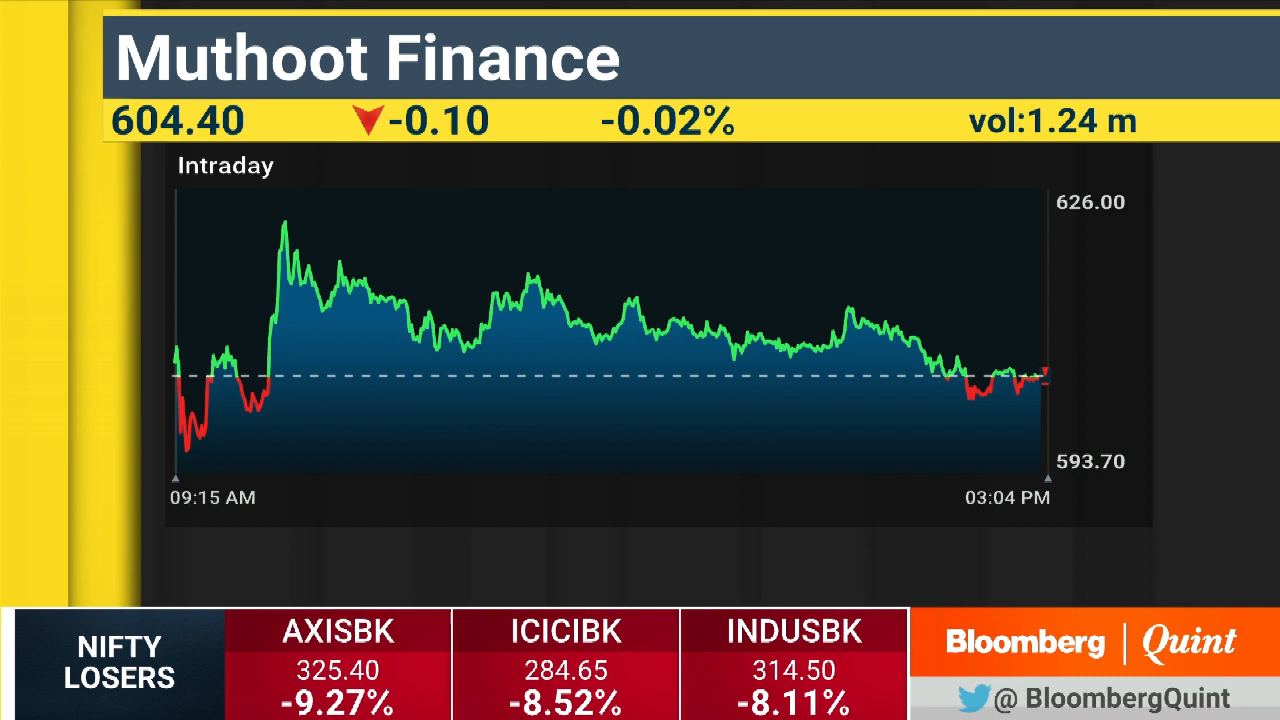 Muthoot Finance
604.40 -0.10 -0.02% vol:1.24 m
Intraday
626.00
593.70
09:15 AM 03:04 PM
NIFTY
LOSERS
AXISBK
325.40
-9.27%
ICICIBK
284.65
-8.52%
INDUSBK
314.50
-8.11%
Bloomberg | Quint
@ BloombergQuint